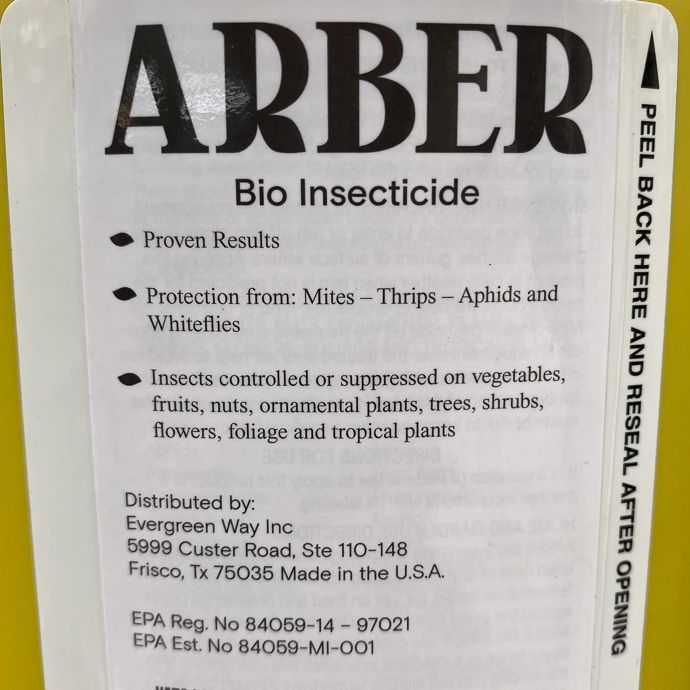 ARBER
Bio Insecticide
Proven Results
Protection from: Mites – Thrips – Aphids and
Whiteflies
Insects controlled or suppressed on vegetables,
fruits, nuts, ornamental plants, trees, shrubs,
flowers, foliage and tropical plants
Distributed by:
Evergreen Way Inc
5999 Custer Road, Ste 110-148
Frisco, Tx 75035 Made in the U.S.A.
EPA Reg. No 84059-14 – 97021
EPA Est. No 84059-MI-001
PEEL BACK HERE AND RESEAL AFTER OPENING